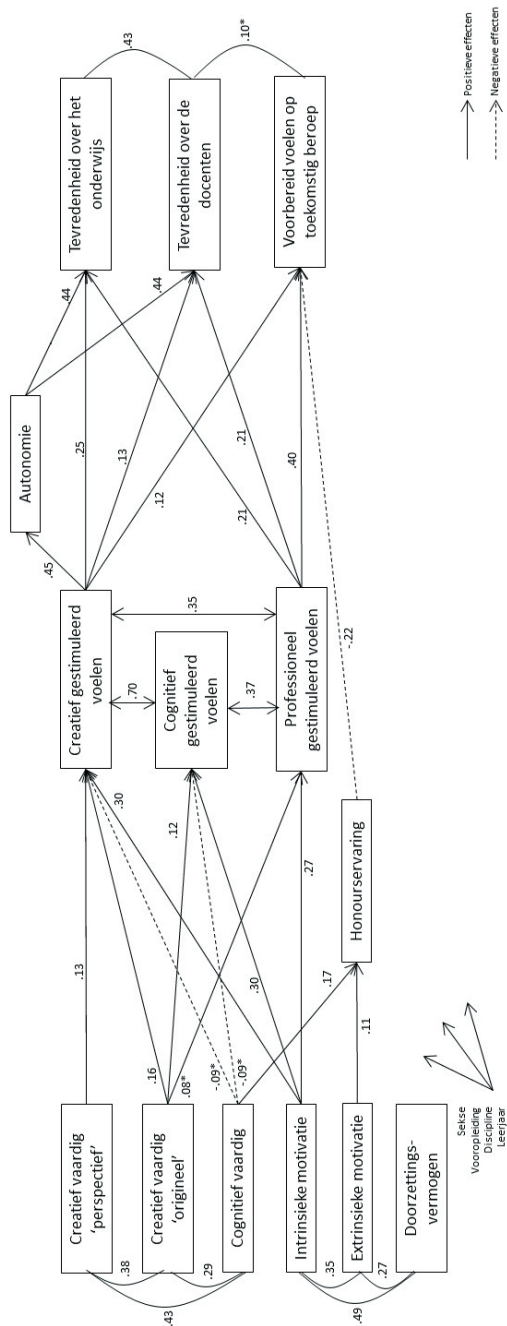 Creatief vaardig
'perspectief'
Creatief vaardig
'origineel'
Cognitief vaardig
Intrinsieke motivatie
Extrinsieke motivatie
Doorzettings-
vermogen
.38
.29
.43
.35
.27
.49
Sekse
Vooropleiding
Discipline
Leerjaar
.13
.16
.08*
-.09*
-.09*
.30
.12
.30
.27
.17
.11
Honourservaring
Creatief gestimuleerd
voelen
Cognitief
gestimuleerd
voelen
Professioneel
gestimuleerd voelen
.70
.37
.35
.45
Autonomie
.44
.44
.25
.13
.12
.21
.21
.40
-.22
Tevredenheid over het
onderwijs
Tevredenheid over de
docenten
Voorbereid voelen op
toekomstig beroep
.43
.10*
Positieve effecten
Negatieve effecten